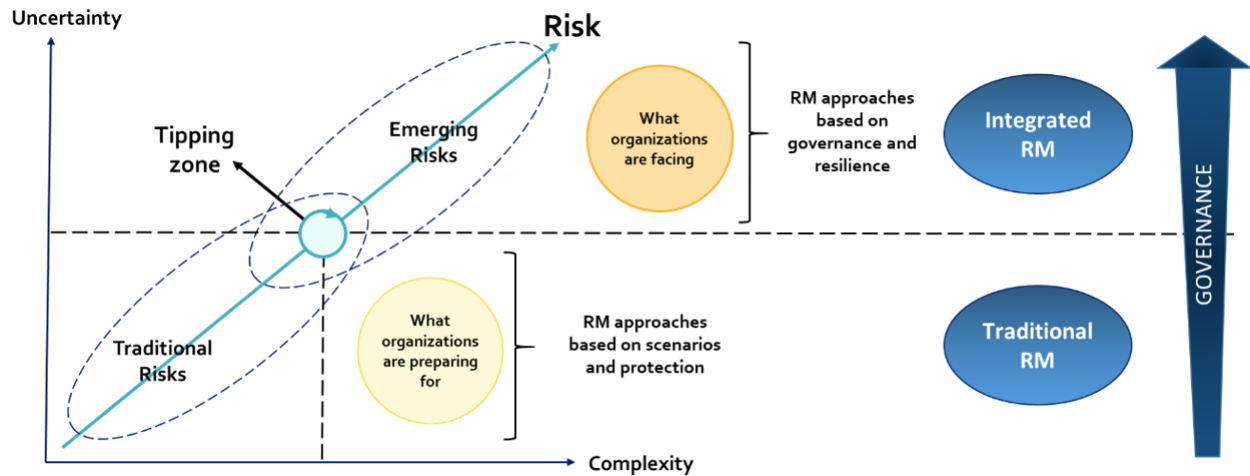 Uncertainty
Risk
Tipping
zone
Emerging
Risks
What
organizations
are facing
RM approaches
based on
governance and
resilience
Integrated
RM
GOVERNANCE
Traditional
Risks
What
organizations
are preparing
for
RM approaches
based on scenarios
and protection
Traditional
RM
Complexity